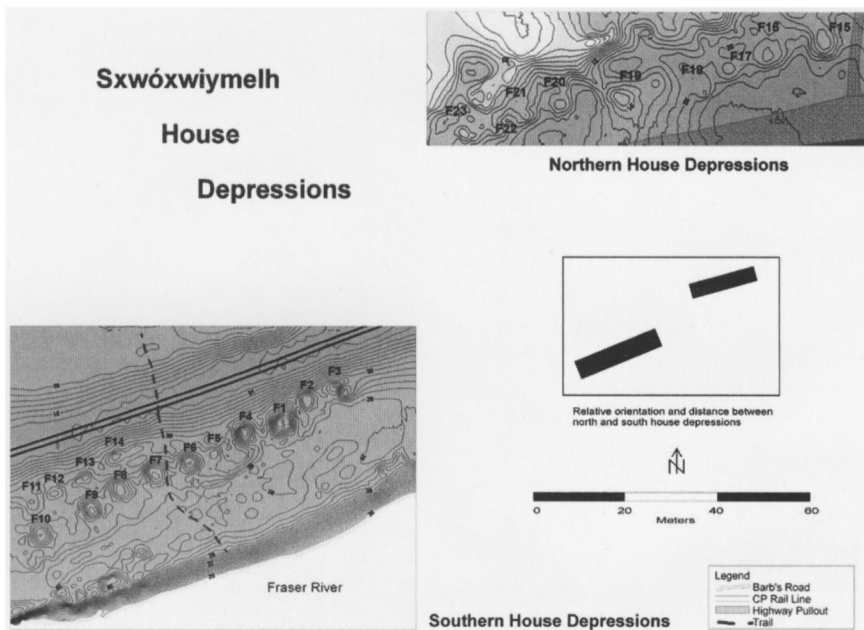 Sxwóxwiymelh
House
Depressions
F15
F16
F17
F18
F19
F20
F21
F22
F23
Northern House Depressions
Relative orientation and distance between
north and south house depressions
N
0 20 40 60
Meters
F3
F2
F1
F4
F5
F6
F7
F14
F13
F8
F12
F11
F9
F10
Fraser River
Southern House Depressions
Legend
Barb's Road
CP Rail Line
Highway Pullout
Trail